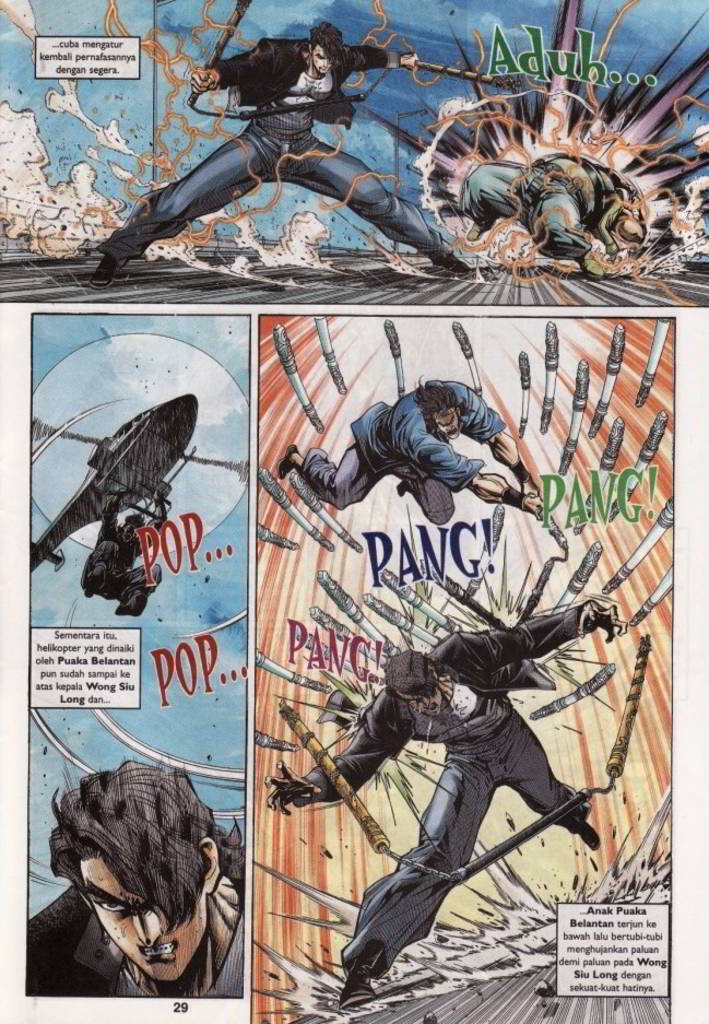 ...cuba mengatur
kembali pernafasannya
dengan segera.
Aduh...
POP...
POP...
Sementara itu,
helikopter yang dinaiki
oleh Puaka Belantan
pun sudah sampai ke
atas kepala Wong Siu
Long dan...
PANG!
PANG!
PANG!
...Anak Puaka
Belantan terjun ke
bawah lalu bertubi-tubi
menghujankan paluan
demi paluan pada Wong
Siu Long dengan
sekuat-kuat hatinya.
29